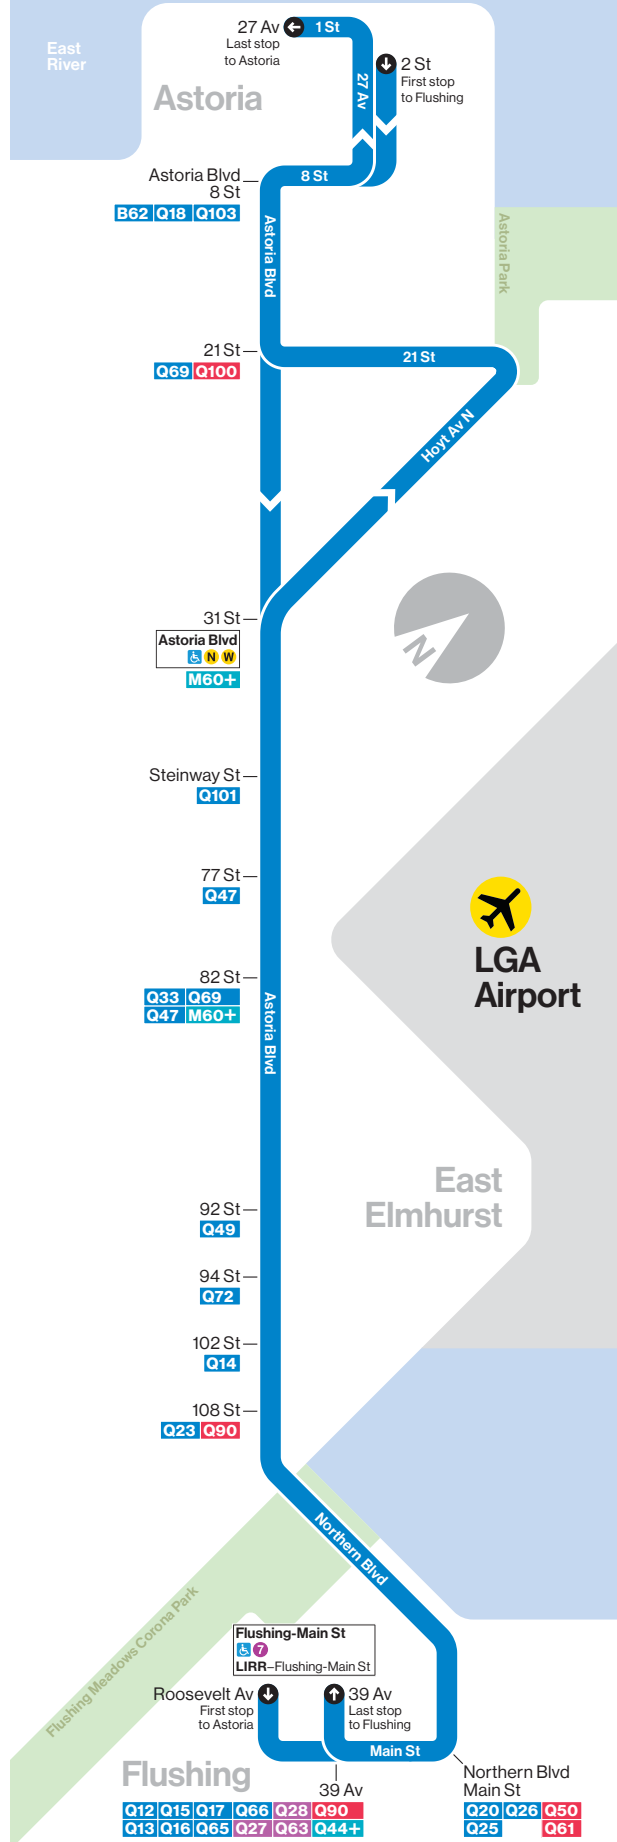 East
River
27 Av
Last stop
to Astoria
1 St
27 Av
2 St
First stop
to Flushing
Astoria
Astoria Blvd
8 St
B62 Q18 Q103
8 St
Astoria Blvd
Astoria Park
21 St
Q69 Q100
21 St
Hoyt Av N
31 St
Astoria Blvd
N W
M60+
N
Steinway St
Q101
77 St
Q47
LGA
Airport
82 St
Q33 Q69
Q47 M60+
Astoria Blvd
East
Elmhurst
92 St
Q49
94 St
Q72
102 St
Q14
108 St
Q23 Q90
Northern Blvd
Flushing Meadows Corona Park
Flushing-Main St
7
LIRR–Flushing-Main St
Roosevelt Av
First stop
to Astoria
39 Av
Last stop
to Flushing
Main St
Flushing
39 Av
Q12 Q15 Q17 Q66 Q28 Q90
Q13 Q16 Q65 Q27 Q63 Q44+
Northern Blvd
Main St
Q20 Q26 Q50
Q25 Q61